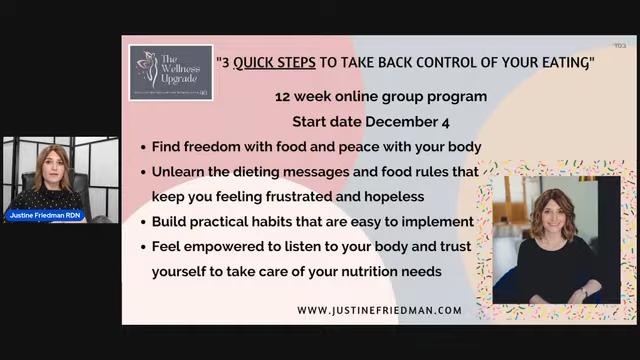 בס"ד
The
Wellness
Upgrade
"3 QUICK STEPS TO TAKE BACK CONTROL OF YOUR EATING"
12 week online group program
Start date December 4
• Find freedom with food and peace with your body
• Unlearn the dieting messages and food rules that
keep you feeling frustrated and hopeless
• Build practical habits that are easy to implement
• Feel empowered to listen to your body and trust
yourself to take care of your nutrition needs
WWW.JUSTINEFRIEDMAN.COM
Justine Friedman RDN